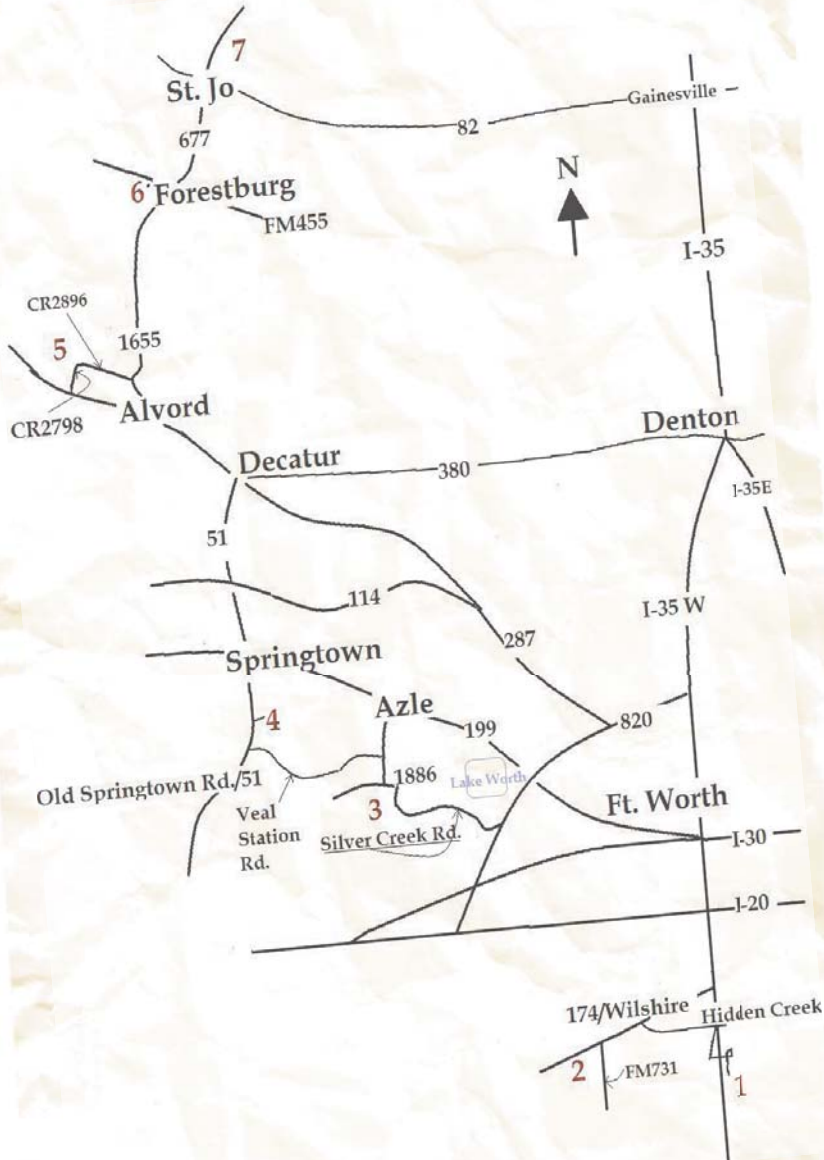 7
St. Jo
Gainesville
82
677
N
6
Forestburg
FM455
I-35
CR2896
5
1655
Alvord
CR2798
Denton
Decatur
380
I-35E
51
114
I-35 W
287
Springtown
Azle
4
199
820
1886
Lake Worth
Old Springtown Rd./51
Ft. Worth
Veal
Station
Rd.
3
Silver Creek Rd.
I-30
I-20
174/Wilshire
Hidden Creek
2
FM731
1